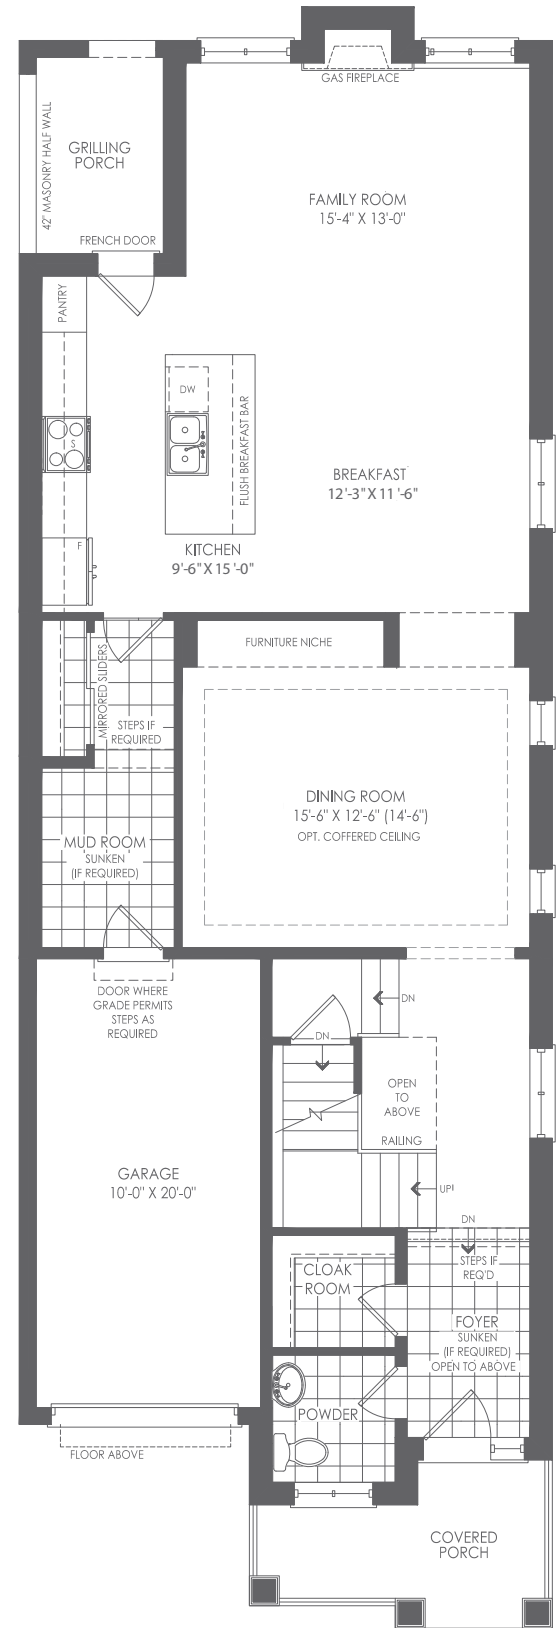 GAS FIREPLACE
42" MASONRY HALF WALL
GRILLING
PORCH
FAMILY ROOM
15'-4" X 13'-0"
FRENCH DOOR
PANTRY
DW
S
FLUSH BREAKFAST BAR
BREAKFAST
12'-3" X 11'-6"
F
KITCHEN
9'-6" X 15'-0"
FURNITURE NICHE
MIRRORED SLIDERS
STEPS IF
REQUIRED
DINING ROOM
15'-6" X 12'-6" (14'-6")
OPT. COFFERED CEILING
MUD ROOM
SUNKEN
(IF REQUIRED)
DOOR WHERE
GRADE PERMITS
STEPS AS
REQUIRED
DN
DN
OPEN
TO
ABOVE
RAILING
GARAGE
10'-0" X 20'-0"
UP
DN
STEPS IF
REQ'D
CLOAK
ROOM
FOYER
SUNKEN
(IF REQUIRED)
OPEN TO ABOVE
POWDER
FLOOR ABOVE
COVERED
PORCH